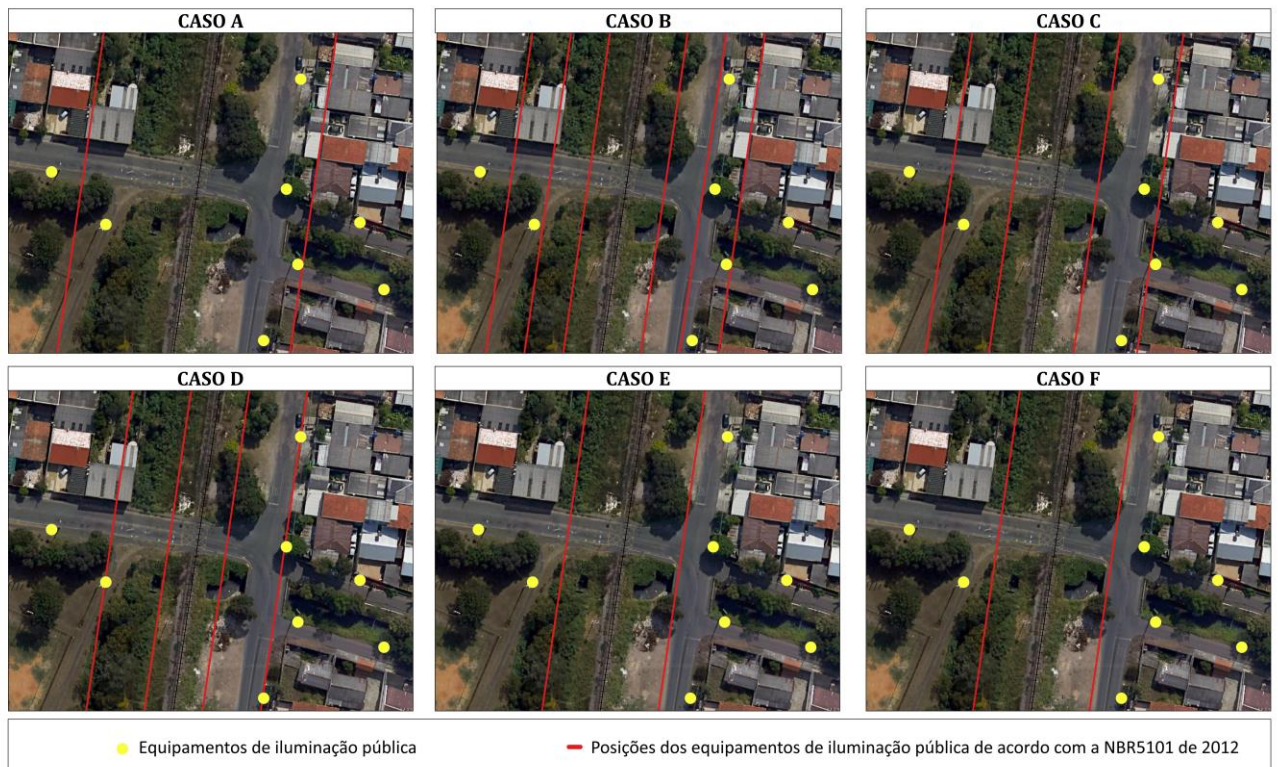 CASO A
CASO B
CASO C
CASO D
CASO E
CASO F
Equipamentos de iluminação pública
Posições dos equipamentos de iluminação pública de acordo com a NBR5101 de 2012